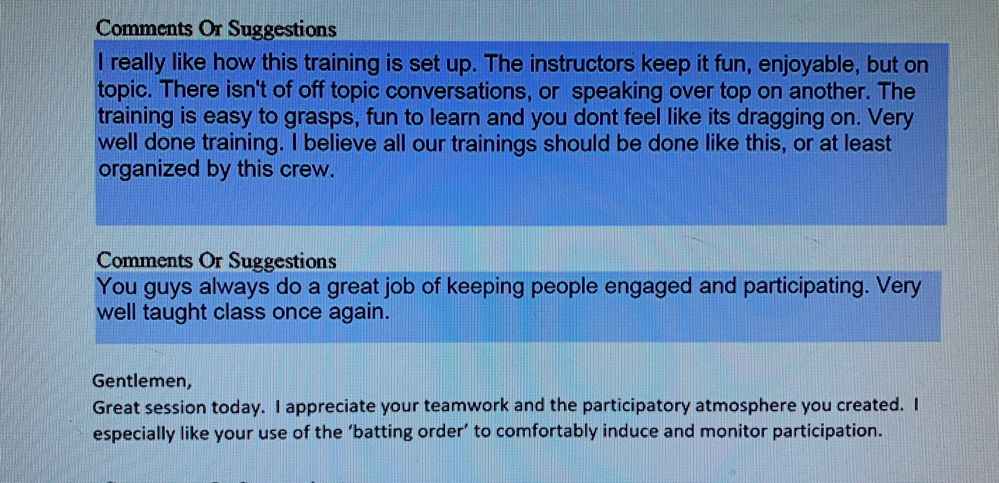 Comments Or Suggestions
I really like how this training is set up. The instructors keep it fun, enjoyable, but on
topic. There isn't of off topic conversations, or  speaking over top on another. The
training is easy to grasps, fun to learn and you dont feel like its dragging on. Very
well done training. I believe all our trainings should be done like this, or at least
organized by this crew.
Comments Or Suggestions
You guys always do a great job of keeping people engaged and participating. Very
well taught class once again.
Gentlemen,
Great session today.  I appreciate your teamwork and the participatory atmosphere you created.  I
especially like your use of the ‘batting order’ to comfortably induce and monitor participation.